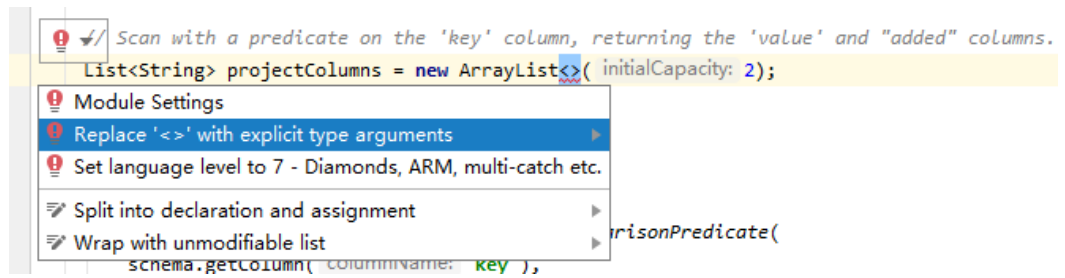 // Scan with a predicate on the 'key' column, returning the 'value' and "added" columns.
List<String> projectColumns = new ArrayList<>( initialCapacity: 2);
Module Settings
Replace '<>' with explicit type arguments
Set language level to 7 - Diamonds, ARM, multi-catch etc.
Split into declaration and assignment
Wrap with unmodifiable list
risonPredicate(
schema.getColumn( columnName: "key"),